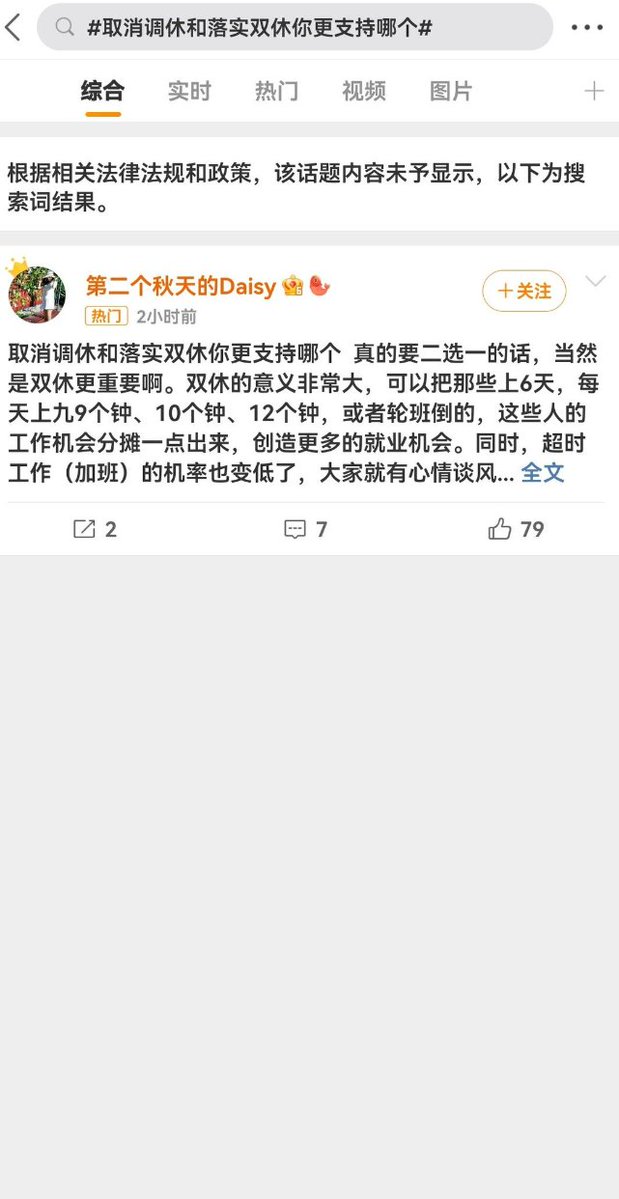 #取消调休和落实双休你更支持哪个#
综合 实时 热门 视频 图片
根据相关法律法规和政策，该话题内容未予显示，以下为搜
索词结果。
第二个秋天的Daisy
＋关注
热门 2小时前
取消调休和落实双休你更支持哪个 真的要二选一的话，当然
是双休更重要啊。双休的意义非常大，可以把那些上6天，每
天上九9个钟、10个钟、12个钟，或者轮班倒的，这些人的
工作机会分摊一点出来，创造更多的就业机会。同时，超时
工作（加班）的机率也变低了，大家就有心情谈风... 全文
2 7 79